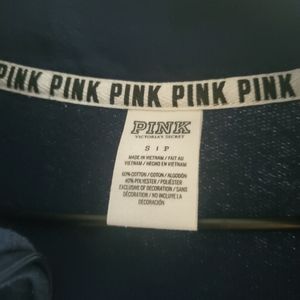 PINK PINK PINK PINK PINK
PINK
VICTORIA'S SECRET
S | P
MADE IN VIETNAM / FAIT AU
VIETNAM / HECHO EN VIETNAM
60% COTTON / COTON / ALGODÓN
40% POLYESTER / POLIÉSTER
EXCLUSIVE OF DECORATION / SANS
DÉCORATION / NO INCLUYE LA
DECORACIÓN